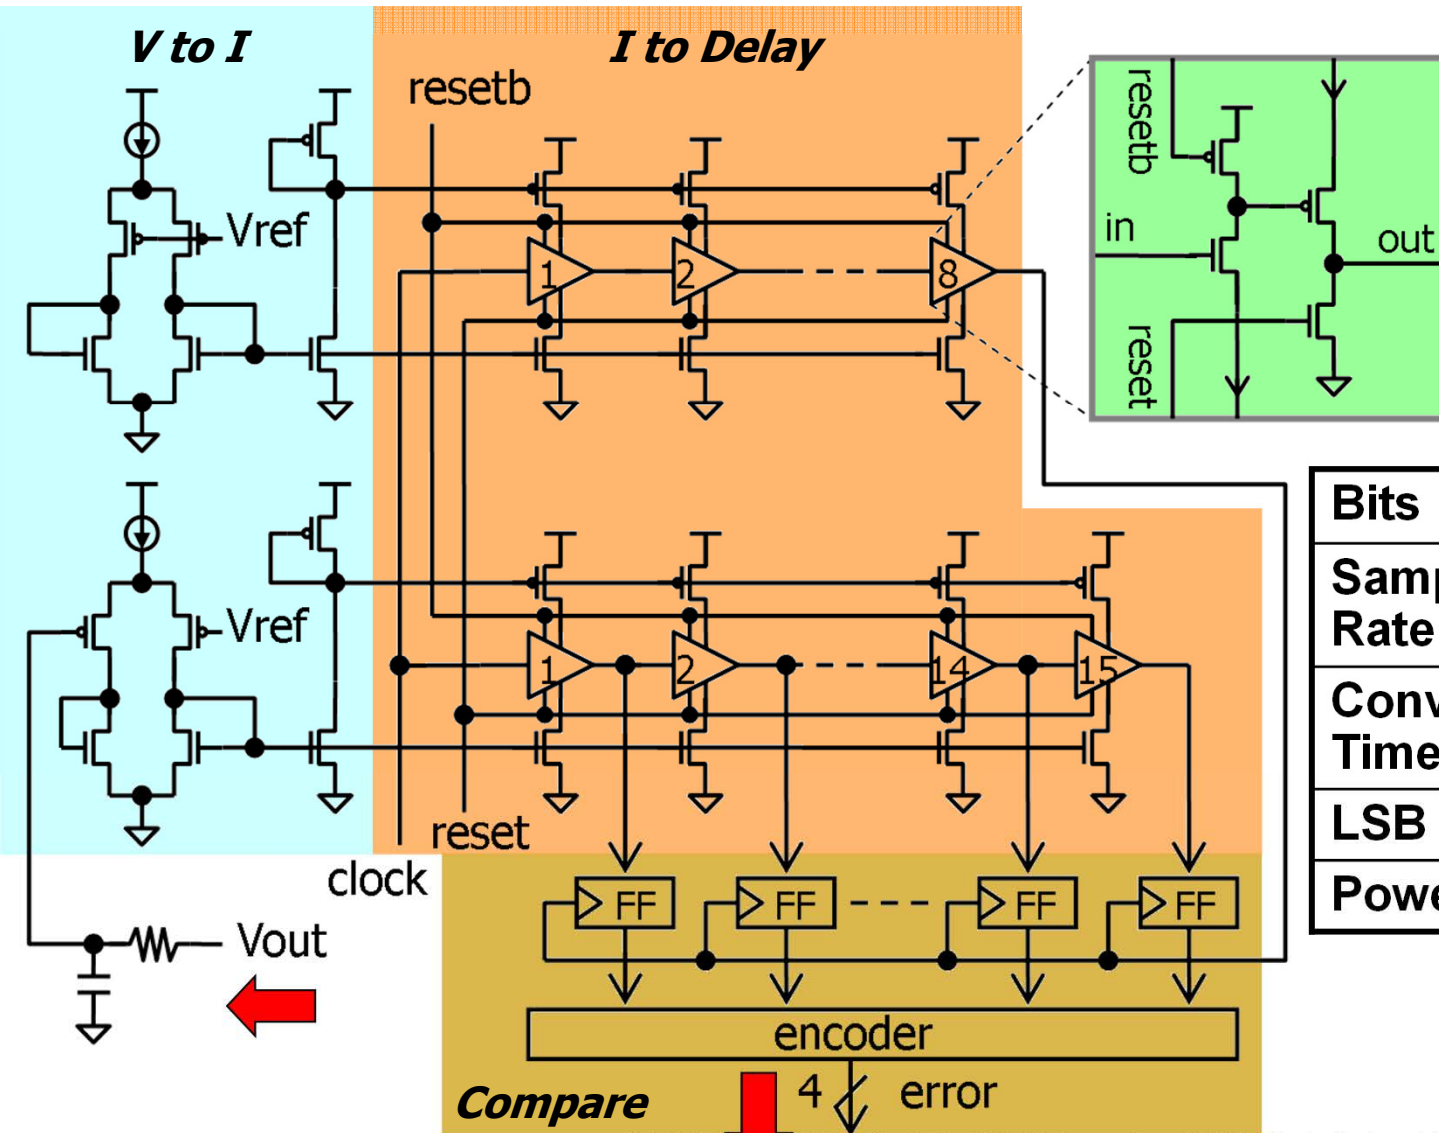 V to I
I to Delay
resetb
resetb
Vref
in
out
1
2
8
reset
Bits
Vref
Rate
1
2
14
15
Time
LSB
reset
clock
FF
FF
FF
FF
Vout
encoder
4
error
Compare